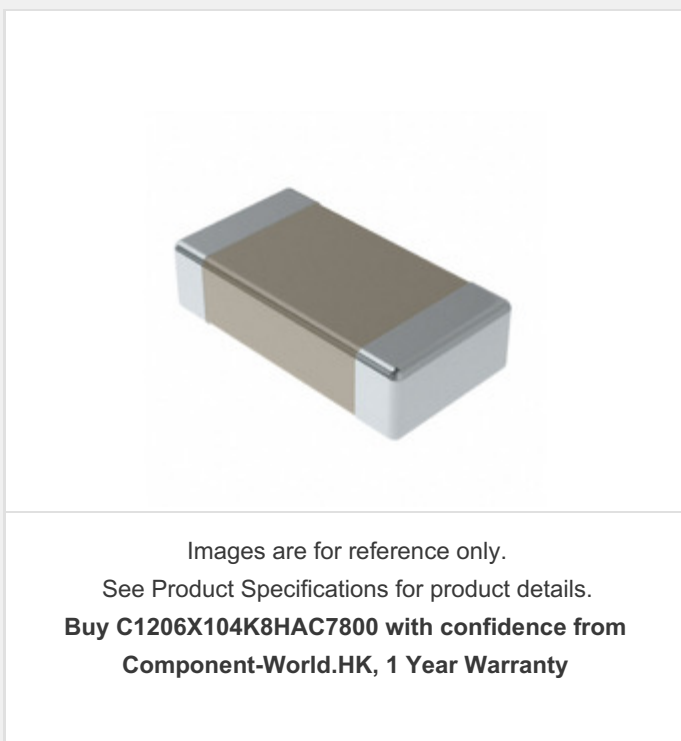 Images are for reference only.
See Product Specifications for product details.
Buy C1206X104K8HAC7800 with confidence from
Component-World.HK, 1 Year Warranty